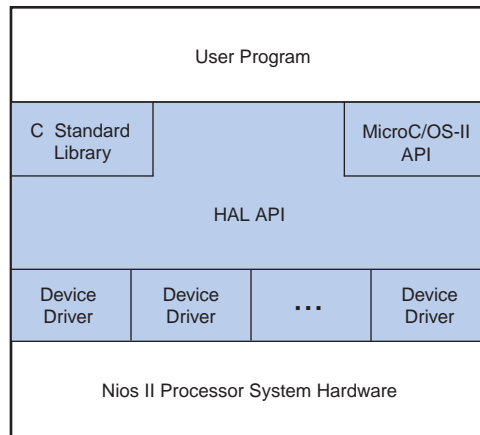 User Program
C Standard
Library
MicroC/OS-II
API
HAL API
Device
Driver
Device
Driver
...
Device
Driver
Nios II Processor System Hardware